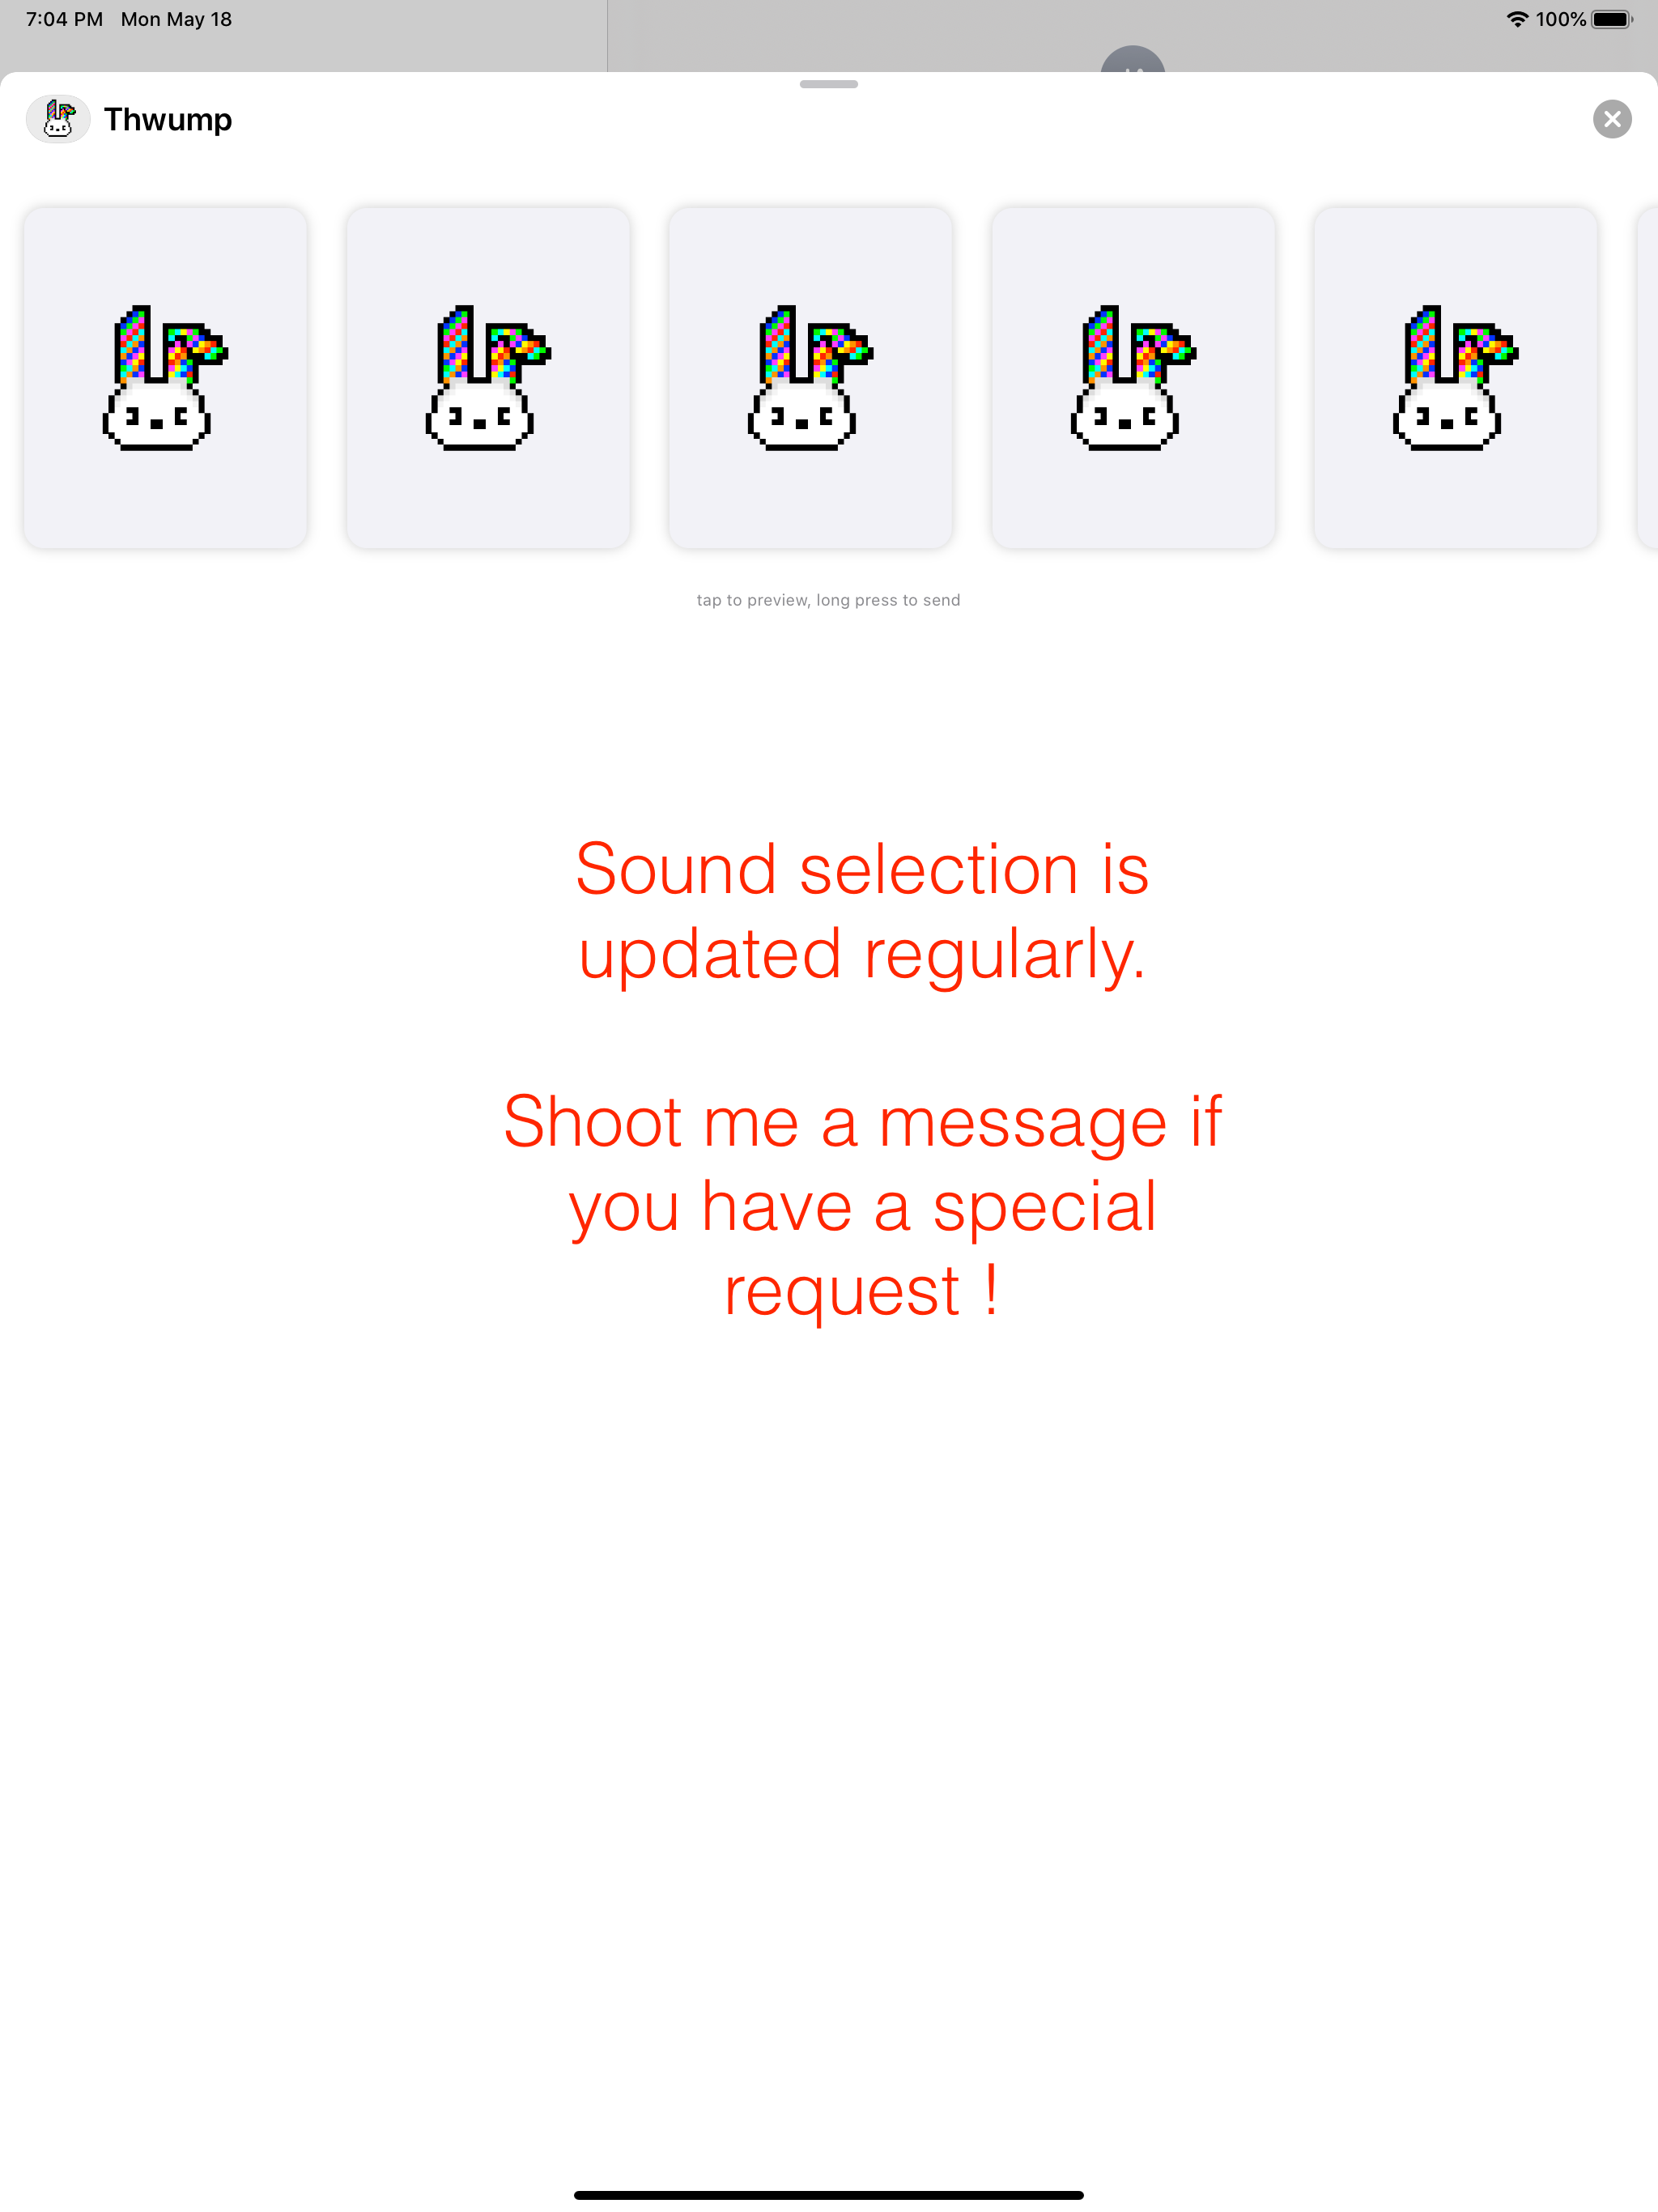 7:04 PM Mon May 18 100%
Thwump
tap to preview, long press to send
Sound selection is
updated regularly.
Shoot me a message if
you have a special
request !